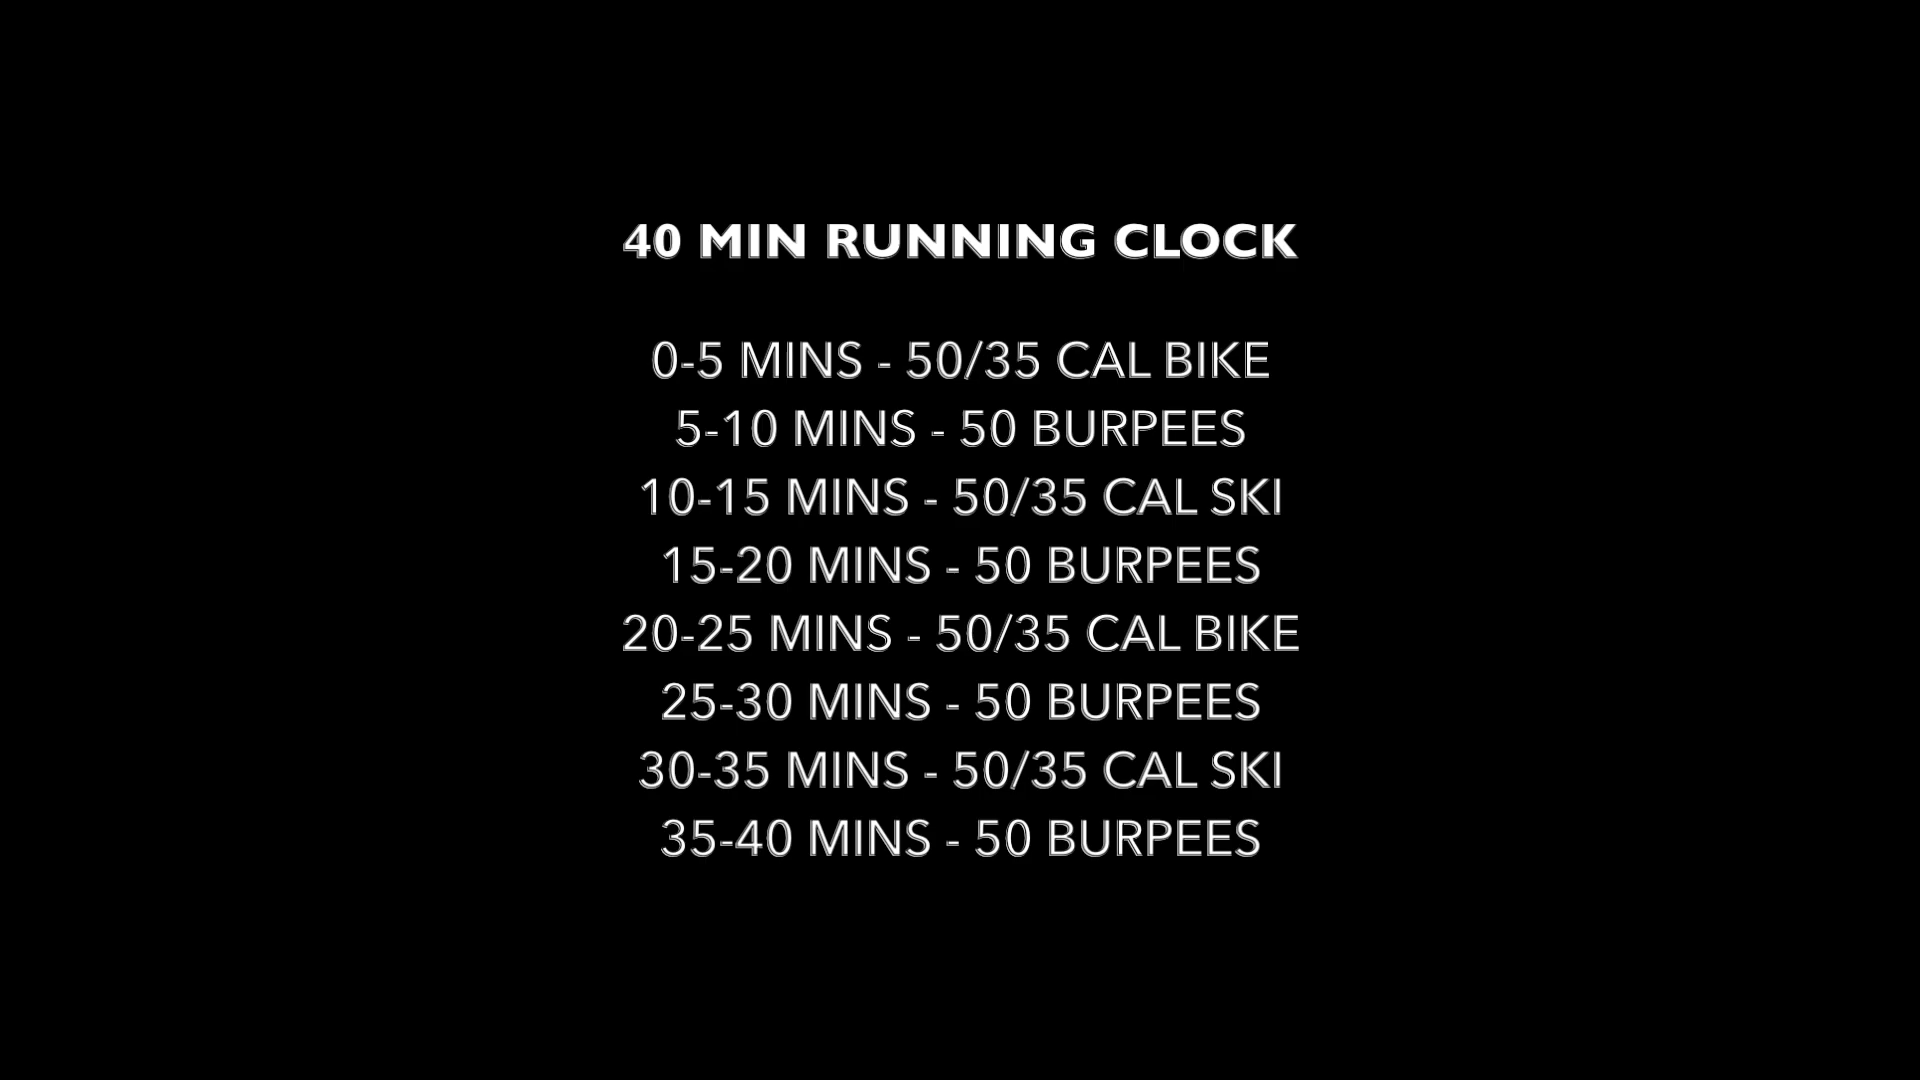 40 MIN RUNNING CLOCK
0-5 MINS - 50/35 CAL BIKE
5-10 MINS - 50 BURPEES
10-15 MINS - 50/35 CAL SKI
15-20 MINS - 50 BURPEES
20-25 MINS - 50/35 CAL BIKE
25-30 MINS - 50 BURPEES
30-35 MINS - 50/35 CAL SKI
35-40 MINS - 50 BURPEES